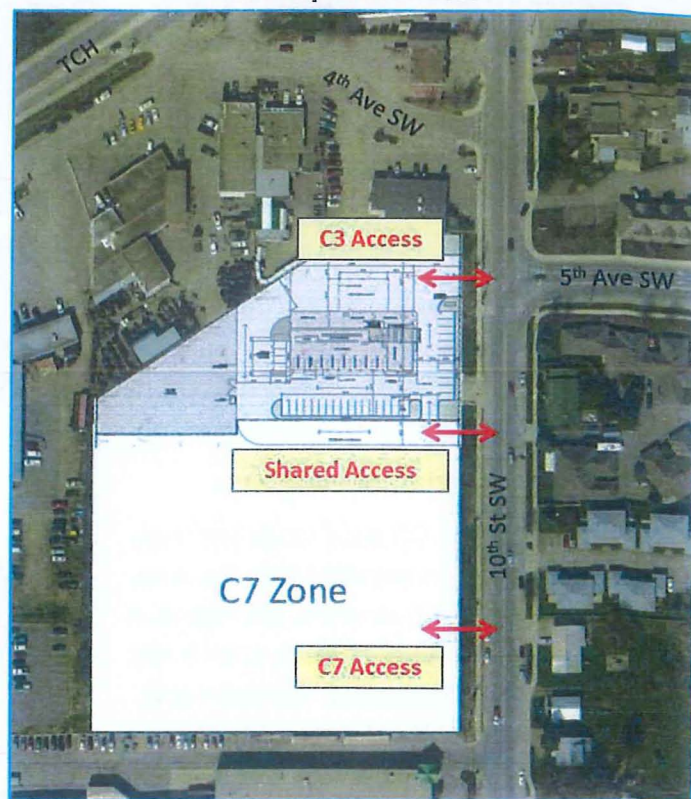 TCH
4th Ave SW
C3 Access
5th Ave SW
Shared Access
10th St SW
C7 Zone
C7 Access